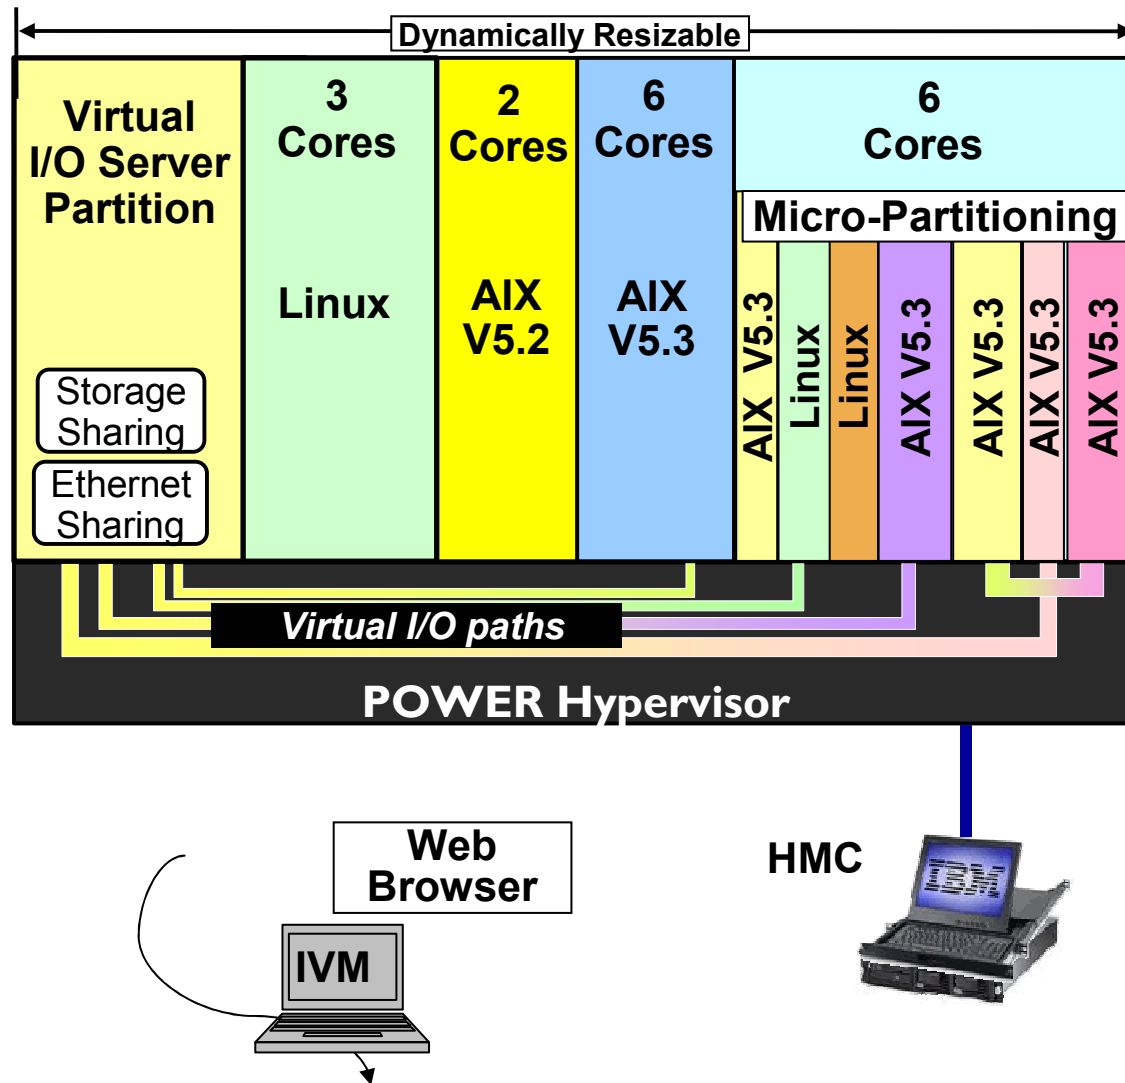 Dynamically Resizable
Virtual
I/O Server
Partition
Storage
Sharing
Ethernet
Sharing
3
Cores
Linux
2
Cores
AIX
V5.2
6
Cores
AIX
V5.3
6
Cores
Micro-Partitioning
AIX V5.3
Linux
Linux
AIX V5.3
AIX V5.3
AIX V5.3
AIX V5.3
Virtual I/O paths
POWER Hypervisor
Web
Browser
IVM
HMC
IBM